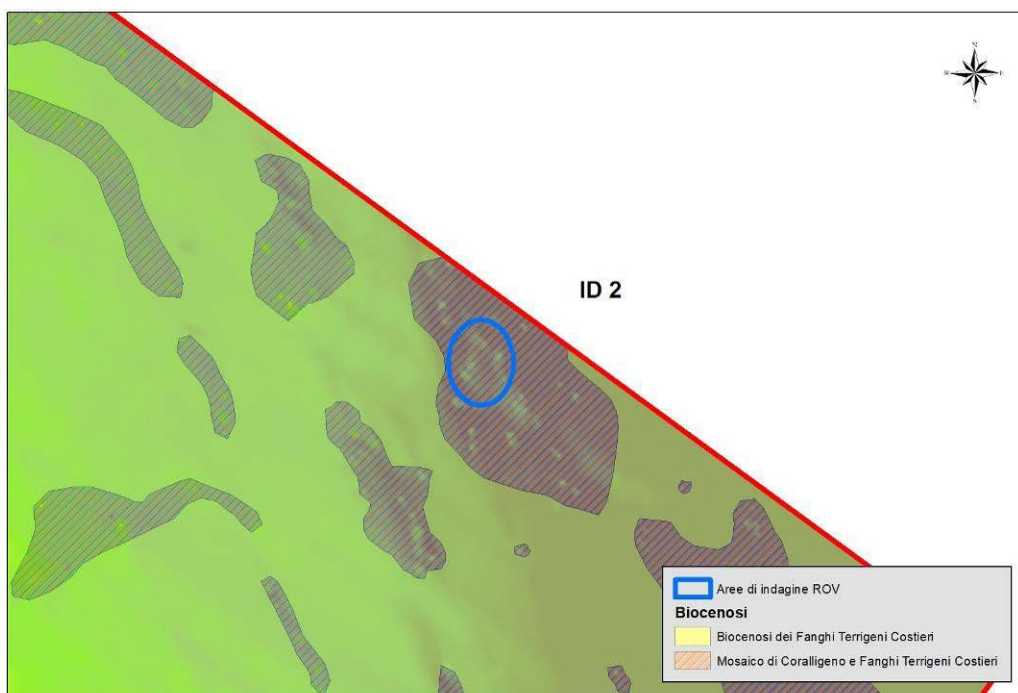 N
W
E
S
ID 2
Aree di indagine ROV
Biocenosi
Biocenosi dei Fanghi Terrigeni Costieri
Mosaico di Coralligeno e Fanghi Terrigeni Costieri